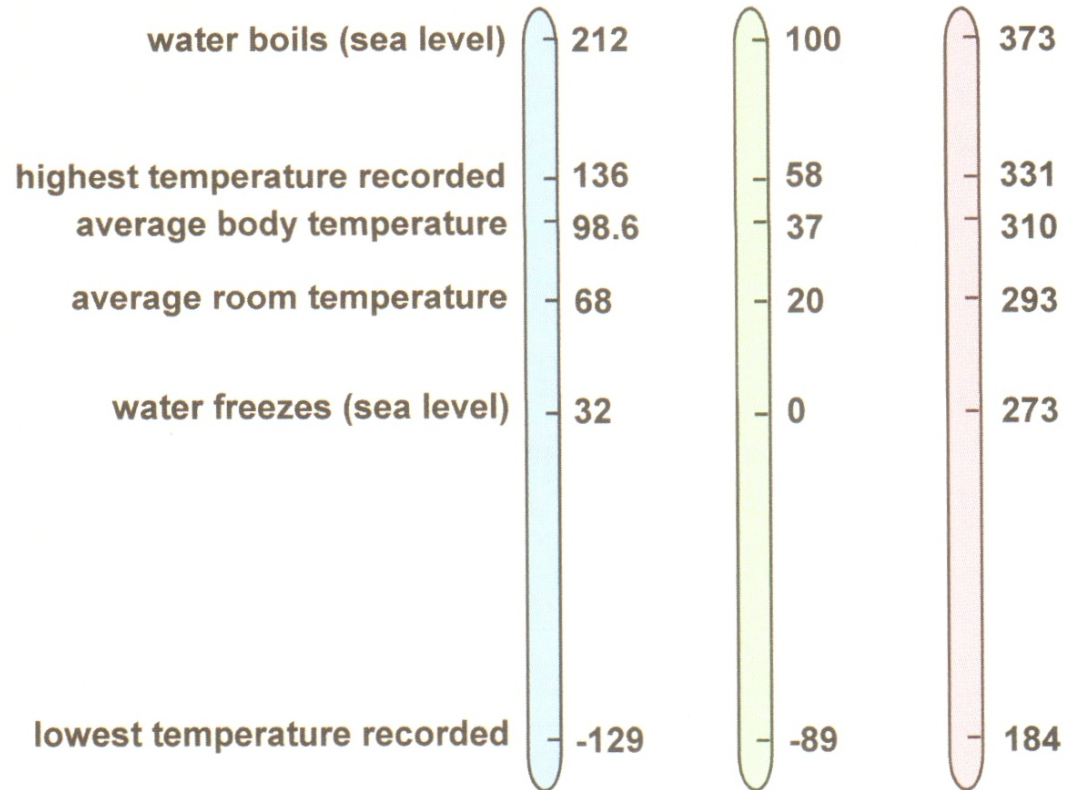 water boils (sea level) 212 100 373
highest temperature recorded 136 58 331
average body temperature 98.6 37 310
average room temperature 68 20 293
water freezes (sea level) 32 0 273
lowest temperature recorded -129 -89 184